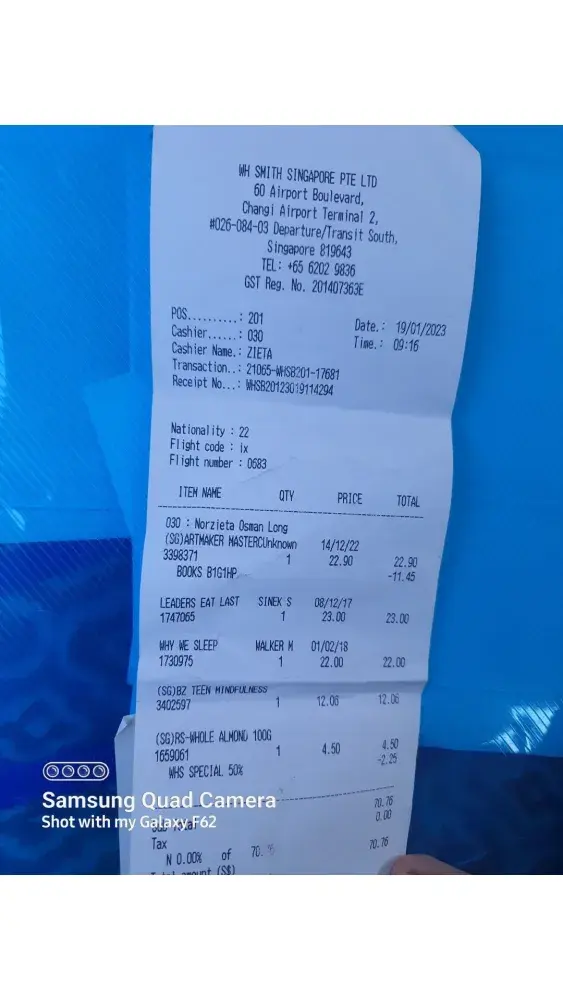 WH SMITH SINGAPORE PTE LTD
60 Airport Boulevard,
Changi Airport Terminal 2,
#026-084-03 Departure/Transit South,
Singapore 819643
TEL: +65 6202 9836
GST Reg. No. 201407363E
POS.........: 201
Date.: 19/01/2023
Cashier......: 030
Time.: 09:16
Cashier Name.: ZIETA
Transaction..: 21065-WHSB201-17681
Receipt No...: WHSB20123019114294
Nationality : 22
Flight code : ix
Flight number : 0683
ITEM NAME QTY PRICE TOTAL
030 : Norzieta Osman Long
(SG)ARTMAKER MASTERCUnknown 14/12/22
3398371 1 22.90 22.90
BOOKS B1G1HP -11.45
LEADERS EAT LAST SINEK S 08/12/17
1747065 1 23.00 23.00
WHY WE SLEEP WALKER M 01/02/18
1730975 1 22.00 22.00
(SG)BZ TEEN MINDFULNESS
3402597 1 12.06 12.06
(SG)RS-WHOLE ALMOND 100G
1659061 1 4.50 4.50
WHS SPECIAL 50% -2.25
70.76
0.00
Tax
N 0.00% of 70.76
Total amount (S$)
Samsung Quad Camera
Shot with my Galaxy F62